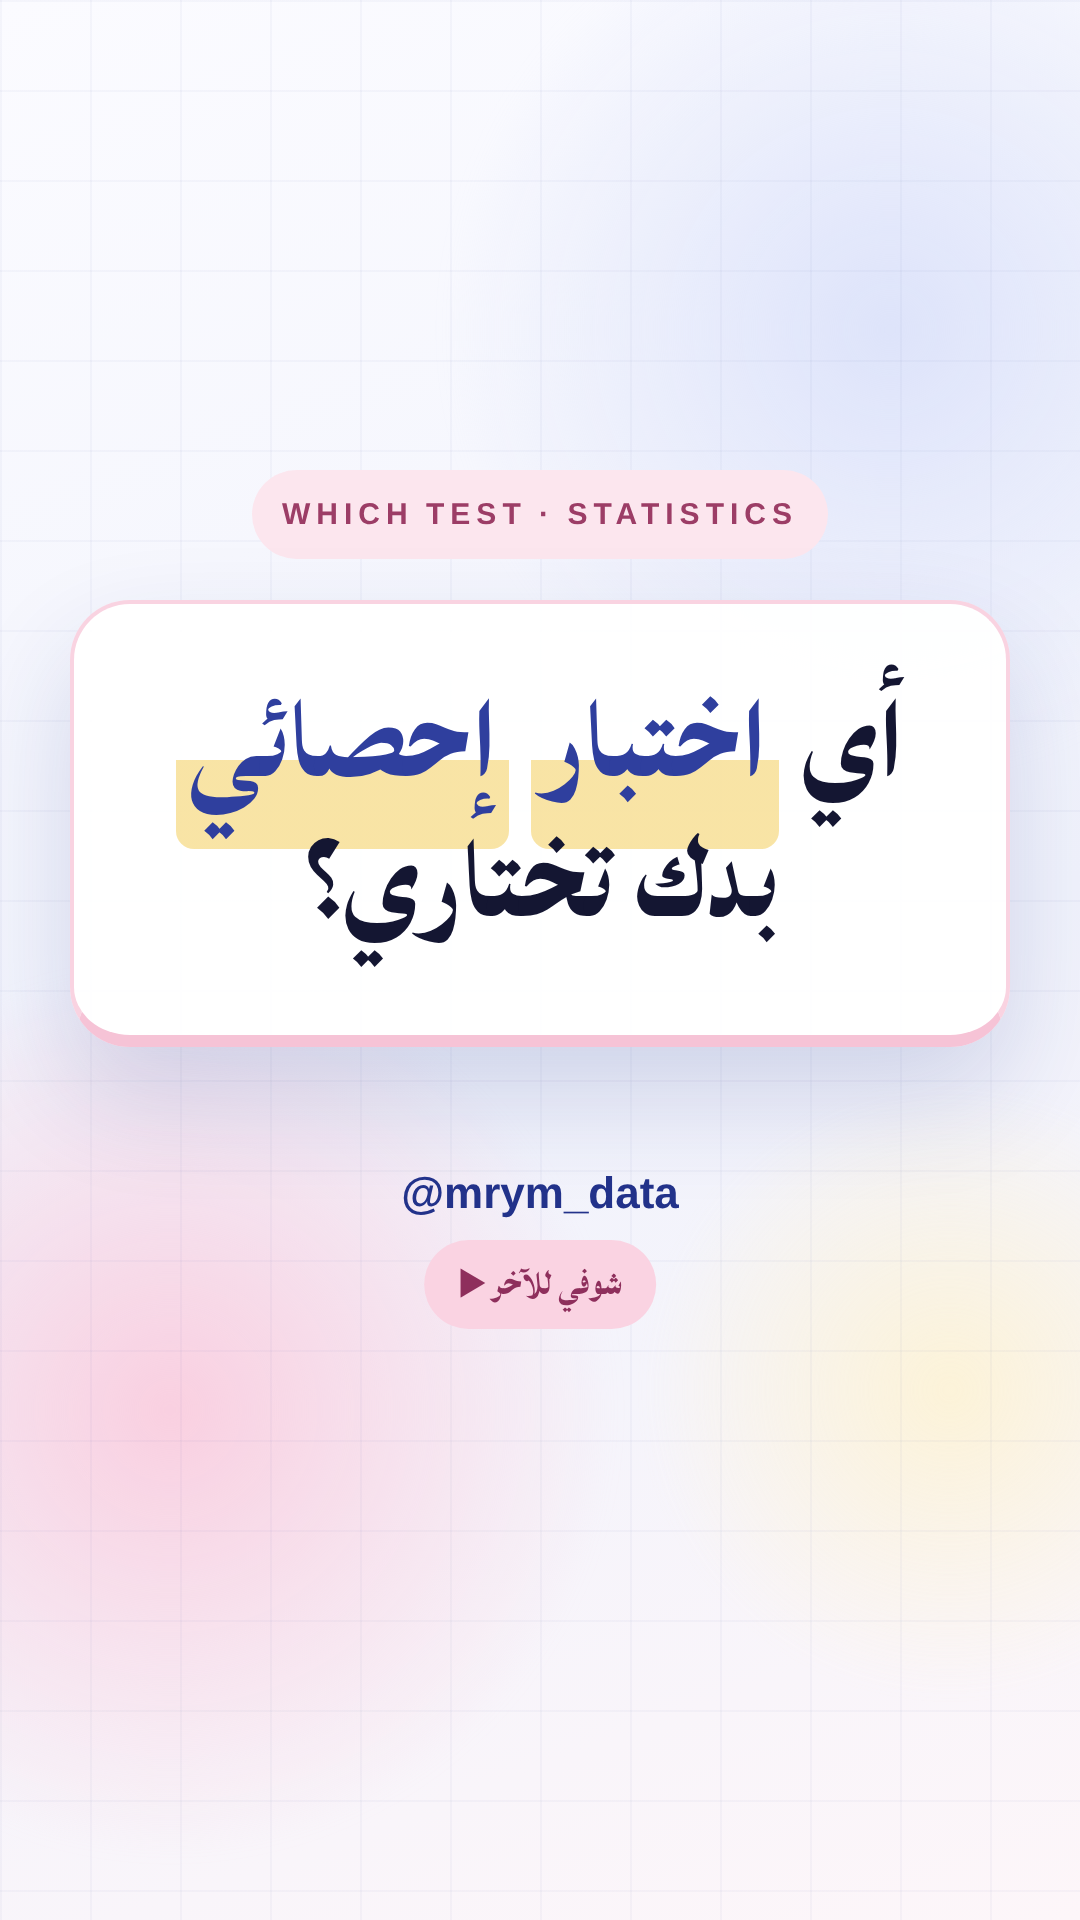 WHICH TEST · STATISTICS
أي اختبار إحصائي
بدك تختاري؟
@mrym_data
شوفي للآخر ▶